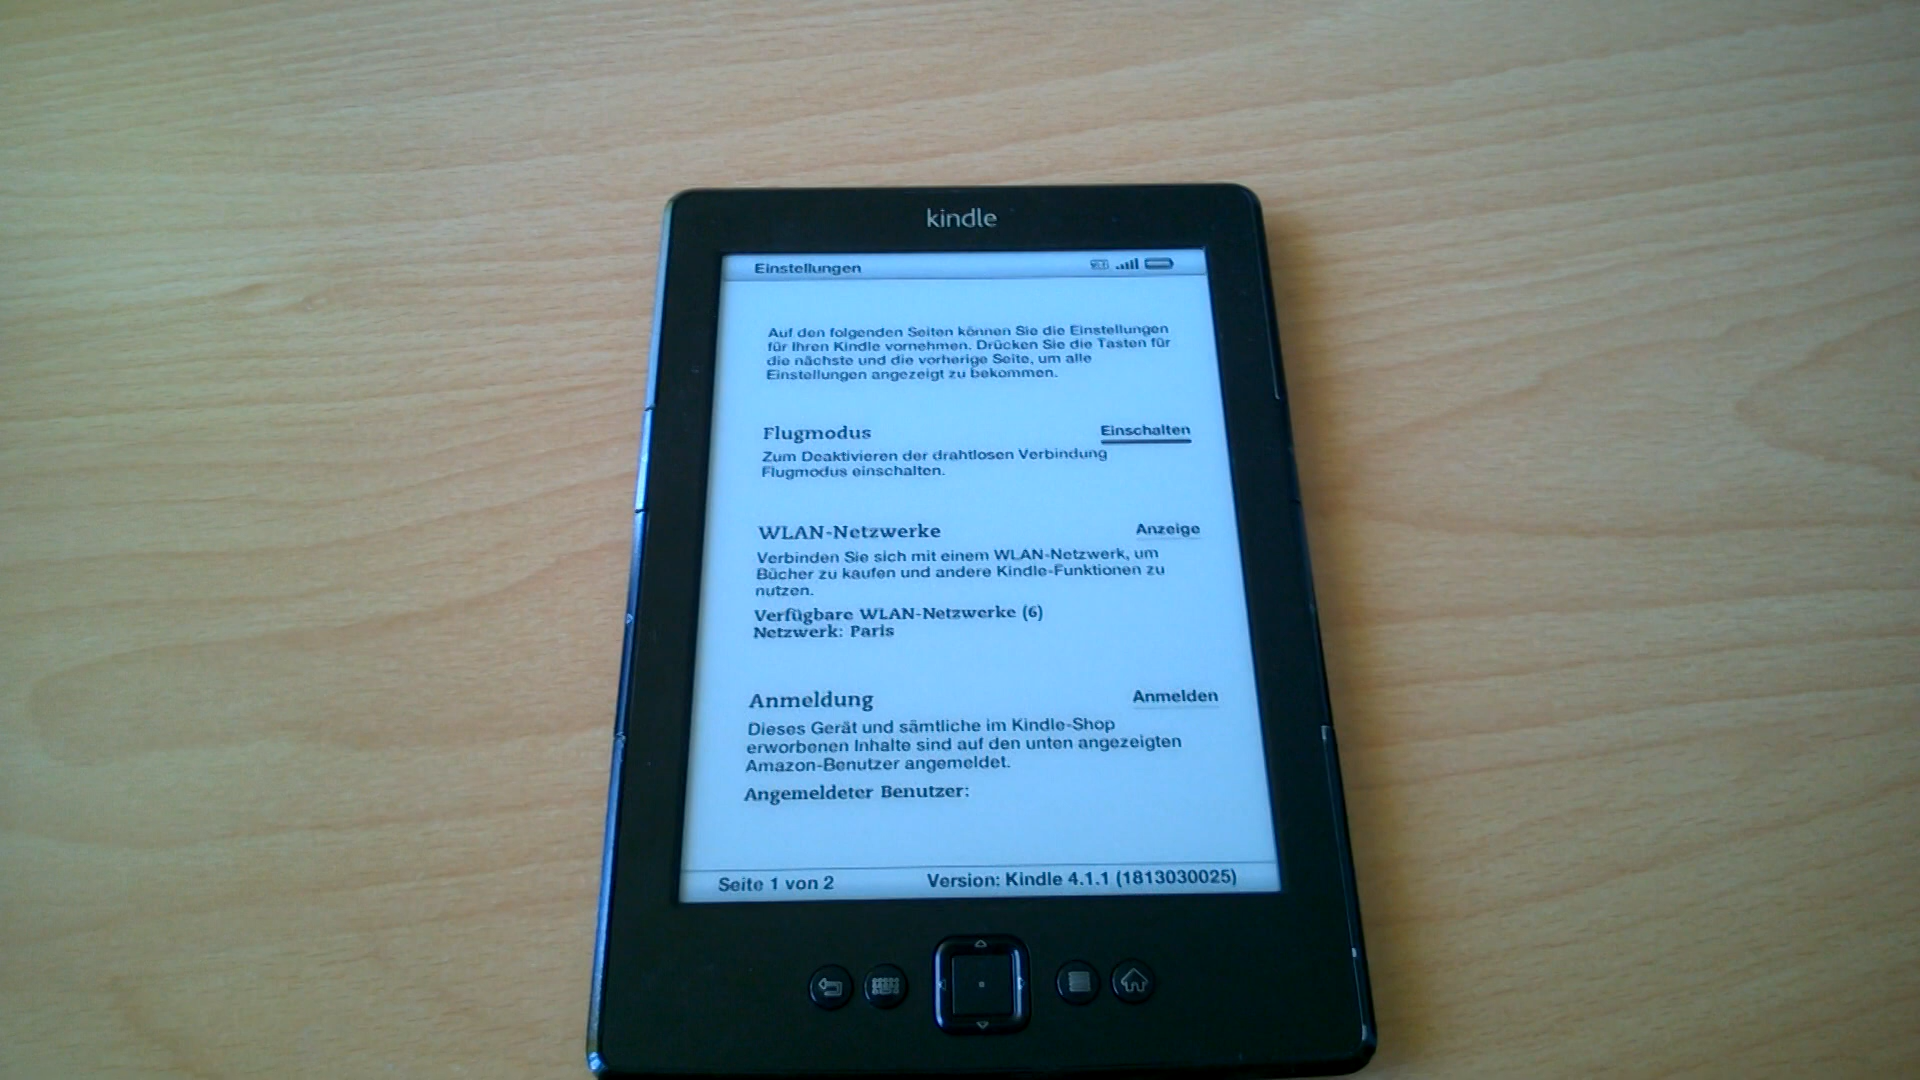 kindle
Einstellungen
Auf den folgenden Seiten können Sie die Einstellungen
für Ihren Kindle vornehmen. Drücken Sie die Tasten für
die nächste und die vorherige Seite, um alle
Einstellungen angezeigt zu bekommen.
Flugmodus Einschalten
Zum Deaktivieren der drahtlosen Verbindung
Flugmodus einschalten.
WLAN-Netzwerke Anzeige
Verbinden Sie sich mit einem WLAN-Netzwerk, um
Bücher zu kaufen und andere Kindle-Funktionen zu
nutzen.
Verfügbare WLAN-Netzwerke (6)
Netzwerk: Paris
Anmeldung Anmelden
Dieses Gerät und sämtliche im Kindle-Shop
erworbenen Inhalte sind auf den unten angezeigten
Amazon-Benutzer angemeldet.
Angemeldeter Benutzer:
Seite 1 von 2 Version: Kindle 4.1.1 (1813030025)